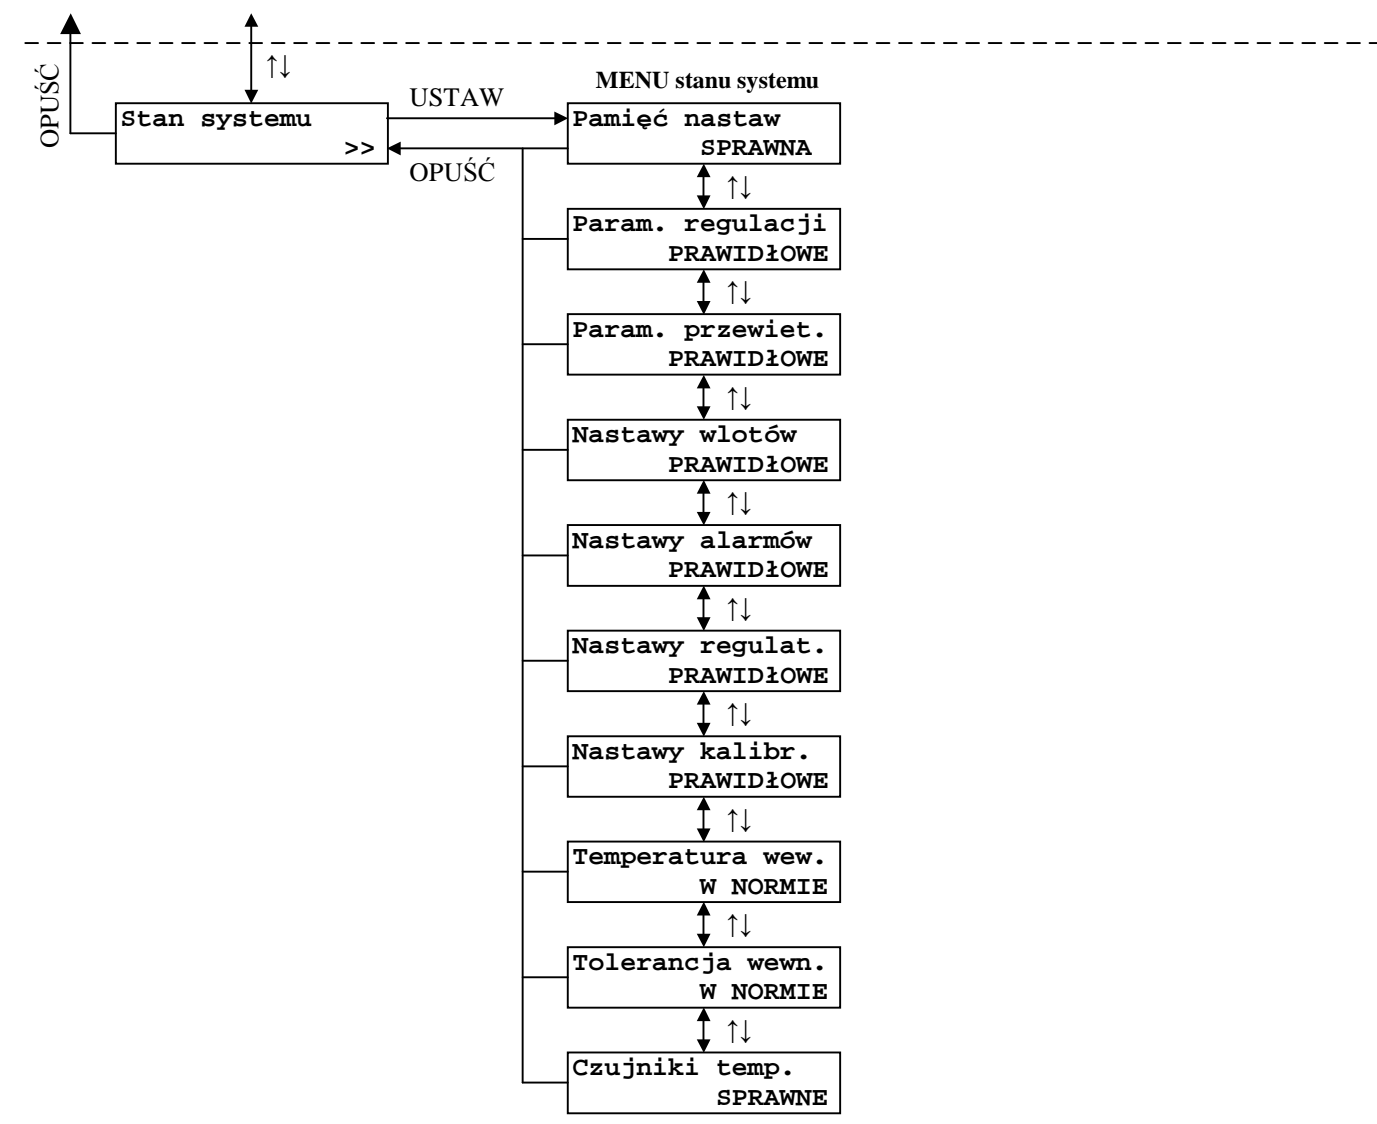 OPUŚĆ
↑↓
MENU stanu systemu
USTAW
Stan systemu
>>
OPUŚĆ
Pamięć nastaw
SPRAWNA
↑↓
Param. regulacji
PRAWIDłOWE
↑↓
Param. przewiet.
PRAWIDłOWE
↑↓
Nastawy wlotów
PRAWIDłOWE
↑↓
Nastawy alarmów
PRAWIDłOWE
↑↓
Nastawy regulat.
PRAWIDłOWE
↑↓
Nastawy kalibr.
PRAWIDłOWE
↑↓
Temperatura wew.
W NORMIE
↑↓
Tolerancja wewn.
W NORMIE
↑↓
Czujniki temp.
SPRAWNE